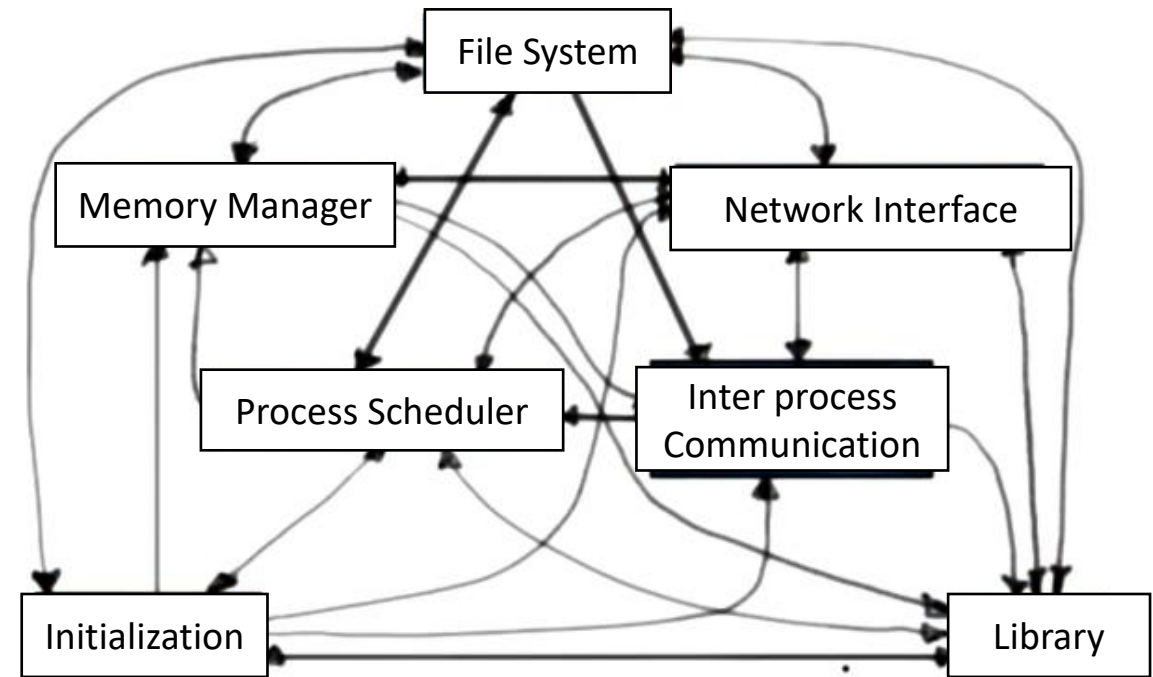 File System
Memory Manager
Network Interface
Process Scheduler
Inter process
Communication
Initialization
Library